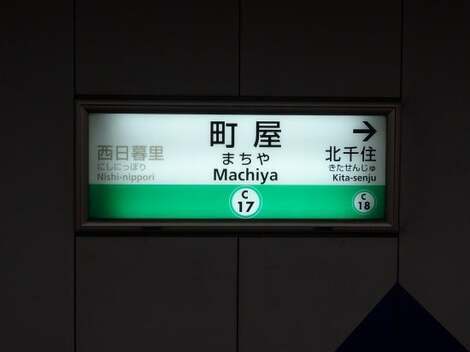 西日暮里
にしにっぽり
Nishi-nippori
町屋
まちや
Machiya
C
17
→
北千住
きたせんじゅ
Kita-senju
C
18